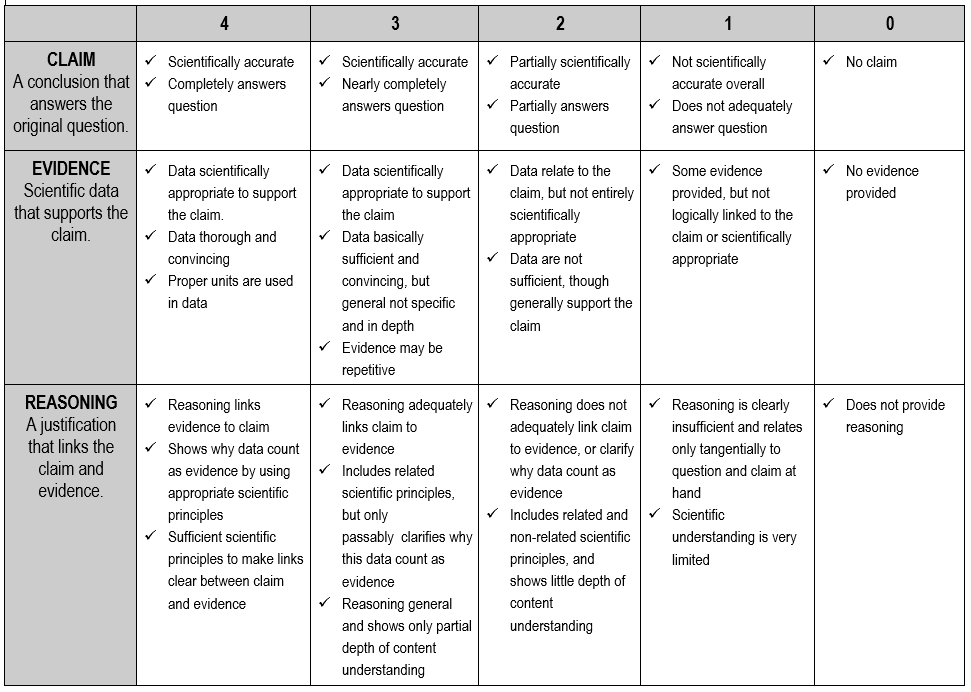 4 3 2 1 0
CLAIM
A conclusion that
answers the
original question.
✓ Scientifically accurate
✓ Completely answers
question
✓ Scientifically accurate
✓ Nearly completely
answers question
✓ Partially scientifically
accurate
✓ Partially answers
question
✓ Not scientifically
accurate overall
✓ Does not adequately
answer question
✓ No claim
EVIDENCE
Scientific data
that supports the
claim.
✓ Data scientifically
appropriate to support
the claim.
✓ Data thorough and
convincing
✓ Proper units are used
in data
✓ Data scientifically
appropriate to support
the claim
✓ Data basically
sufficient and
convincing, but
general not specific
and in depth
✓ Evidence may be
repetitive
✓ Data relate to the
claim, but not entirely
scientifically
appropriate
✓ Data are not
sufficient, though
generally support the
claim
✓ Some evidence
provided, but not
logically linked to the
claim or scientifically
appropriate
✓ No evidence
provided
REASONING
A justification
that links the
claim and
evidence.
✓ Reasoning links
evidence to claim
✓ Shows why data count
as evidence by using
appropriate scientific
principles
✓ Sufficient scientific
principles to make links
clear between claim
and evidence
✓ Reasoning adequately
links claim to
evidence
✓ Includes related
scientific principles,
but only
passably clarifies why
this data count as
evidence
✓ Reasoning general
and shows only partial
depth of content
understanding
✓ Reasoning does not
adequately link claim
to evidence, or clarify
why data count as
evidence
✓ Includes related and
non-related scientific
principles, and
shows little depth of
content
understanding
✓ Reasoning is clearly
insufficient and relates
only tangentially to
question and claim at
hand
✓ Scientific
understanding is very
limited
✓ Does not provide
reasoning